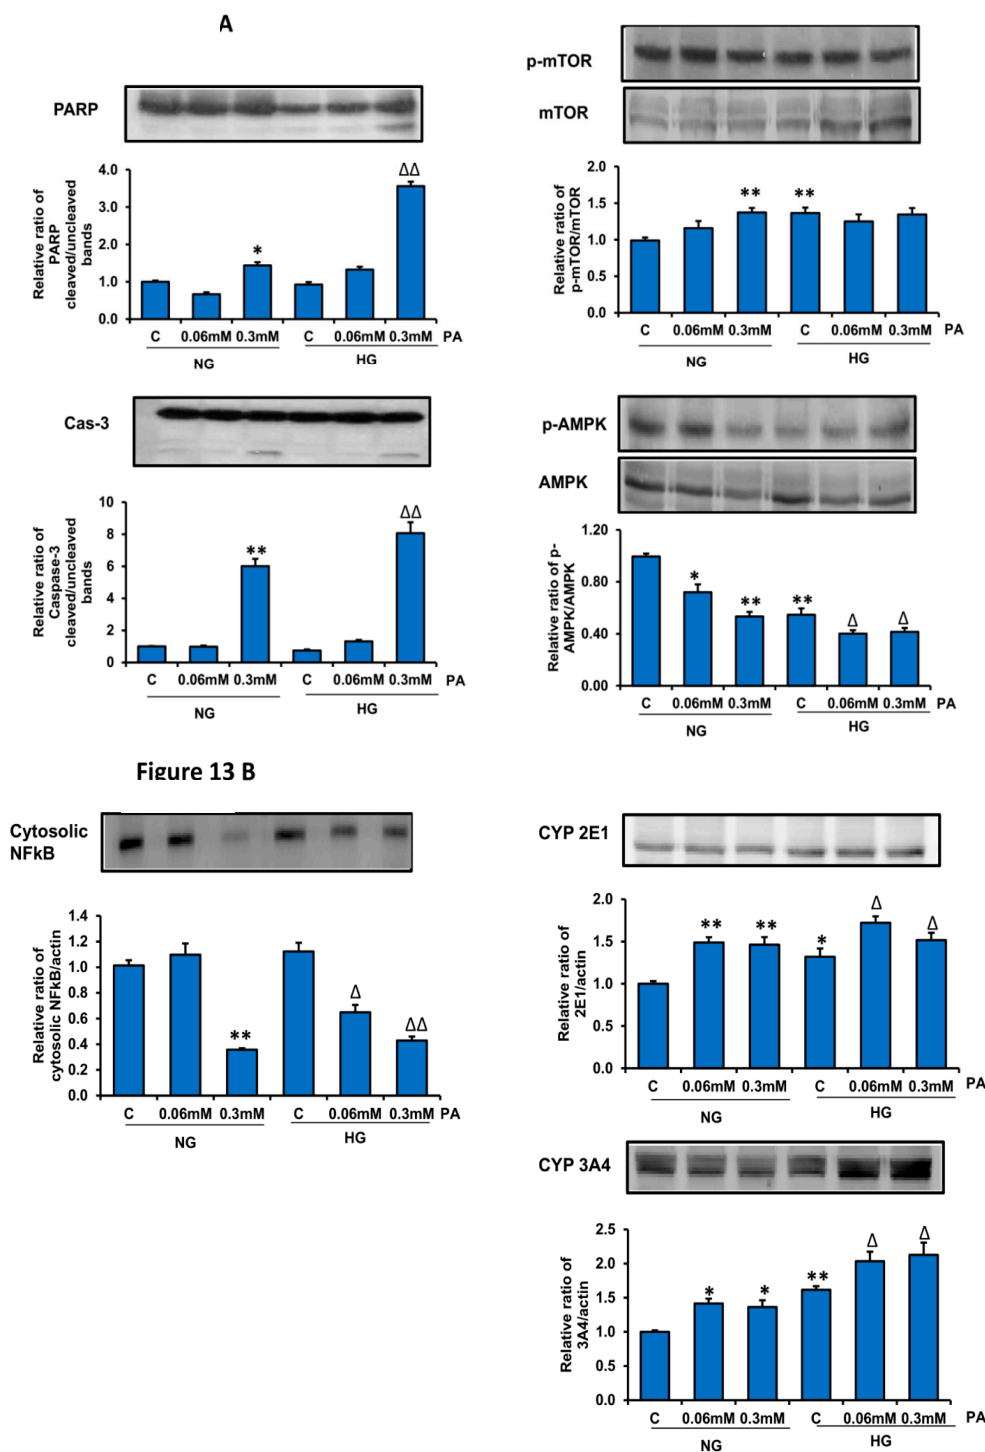 A
PARP
Relative ratio of
PARP
cleaved/uncleaved
bands
4.0
3.0
2.0
1.0
0.0
*
ΔΔ
C 0.06mM 0.3mM C 0.06mM 0.3mM PA
NG HG
Cas-3
Relative ratio of
Caspase-3
cleaved/uncleaved
bands
10
8
6
4
2
0
**
ΔΔ
C 0.06mM 0.3mM C 0.06mM 0.3mM PA
NG HG
p-mTOR
mTOR
Relative ratio of
p-mTOR/mTOR
2.0
1.5
1.0
0.5
0.0
** **
C 0.06mM 0.3mM C 0.06mM 0.3mM PA
NG HG
p-AMPK
AMPK
Relative ratio of p-
AMPK/AMPK
1.20
0.80
0.40
0.00
* ** ** Δ Δ
C 0.06mM 0.3mM C 0.06mM 0.3mM PA
NG HG
Figure 13 B
Cytosolic
NFkB
Relative ratio of
cytosolic NFkB/actin
1.4
1.2
1.0
0.8
0.6
0.4
0.2
0.0
** Δ ΔΔ
C 0.06mM 0.3mM C 0.06mM 0.3mM PA
NG HG
CYP 2E1
Relative ratio of
2E1/actin
2.0
1.5
1.0
0.5
0.0
** ** * Δ Δ
C 0.06mM 0.3mM C 0.06mM 0.3mM PA
NG HG
CYP 3A4
Relative ratio of
3A4/actin
2.5
2.0
1.5
1.0
0.5
0.0
* * ** Δ Δ
C 0.06mM 0.3mM C 0.06mM 0.3mM PA
NG HG